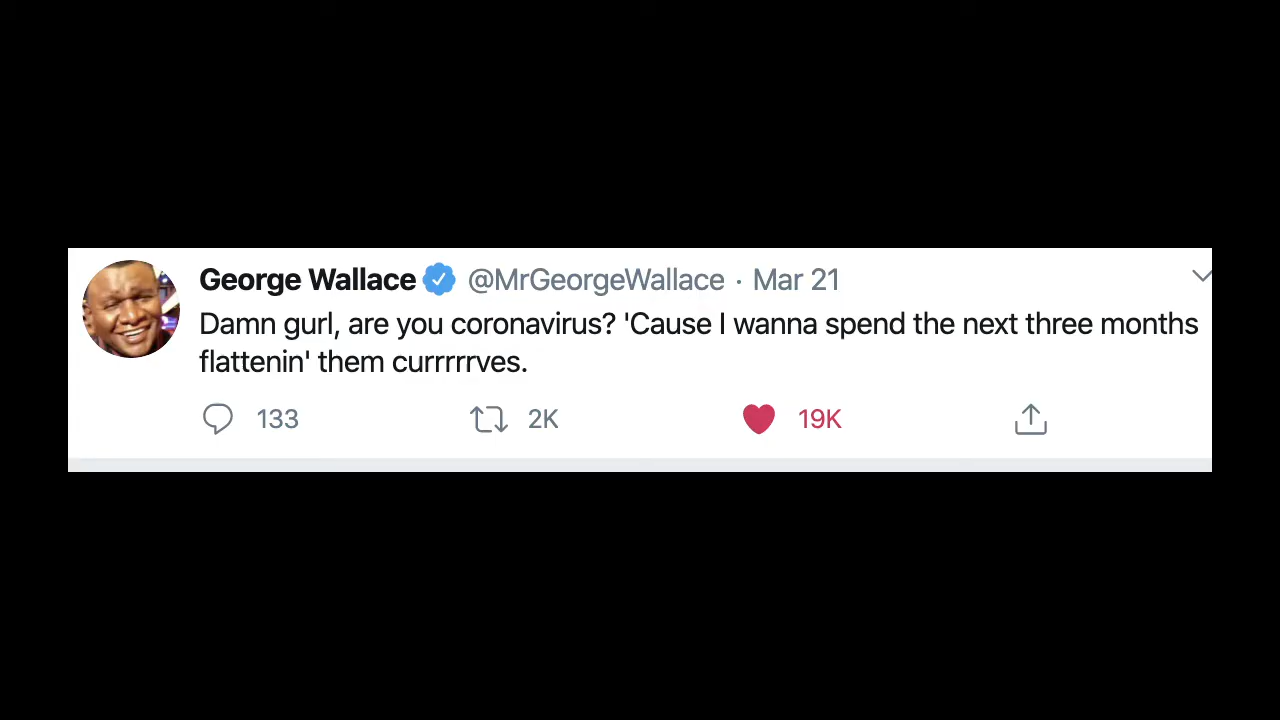 George Wallace @MrGeorgeWallace · Mar 21
Damn gurl, are you coronavirus? 'Cause I wanna spend the next three months
flattenin' them currrrrves.
133 2K 19K